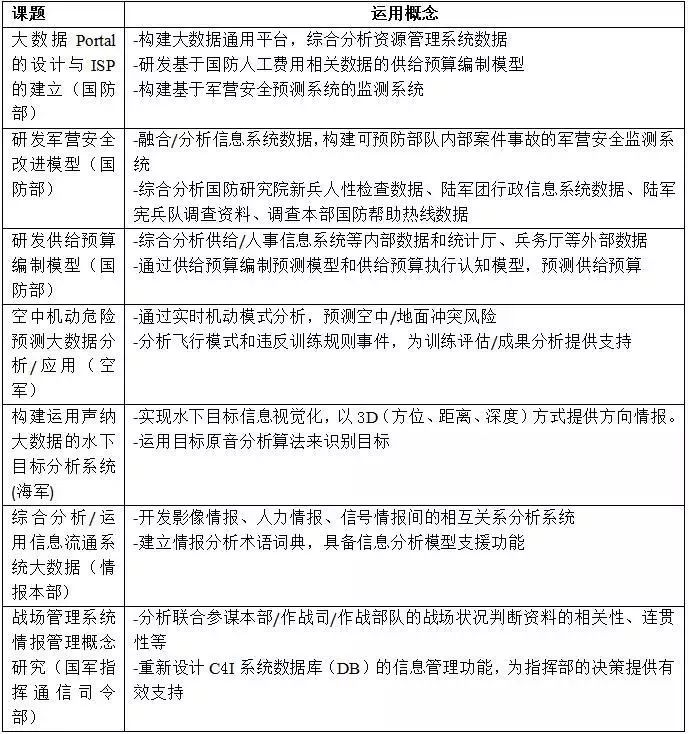 课题
运用概念
大数据 Portal
的设计与 ISP
的建立（国防
部）
-构建大数据通用平台，综合分析资源管理系统数据
-研发基于国防人工费用相关数据的供给预算编制模型
-构建基于军营安全预测系统的监测系统
研发军营安全
改进模型（国
防部）
-融合/分析信息系统数据，构建可预防部队内部案件事故的军营安全监测系
统
-综合分析国防研究院新兵人性检查数据、陆军团行政信息系统数据、陆军
宪兵队调查资料、调查本部国防帮助热线数据
研发供给预算
编制模型（国
防部）
-综合分析供给/人事信息系统等内部数据和统计厅、兵务厅等外部数据
-通过供给预算编制预测模型和供给预算执行认知模型，预测供给预算
空中机动危险
预测大数据分
析/应用（空
军）
-通过实时机动模式分析，预测空中/地面冲突风险
-分析飞行模式和违反训练规则事件，为训练评估/成果分析提供支持
构建运用声纳
大数据的水下
目标分析系统
(海军)
-实现水下目标信息视觉化，以 3D（方位、距离、深度）方式提供方向情报。
-运用目标原音分析算法来识别目标
综合分析/运
用信息流通系
统大数据（情
报本部）
-开发影像情报、人力情报、信号情报间的相互关系分析系统
-建立情报分析术语词典，具备信息分析模型支援功能
战场管理系统
情报管理概念
研究（国军指
挥通信司令
部）
-分析联合参谋本部/作战司/作战部队的战场状况判断资料的相关性、连贯
性等
-重新设计 C4I 系统数据库（DB）的信息管理功能，为指挥部的决策提供有
效支持